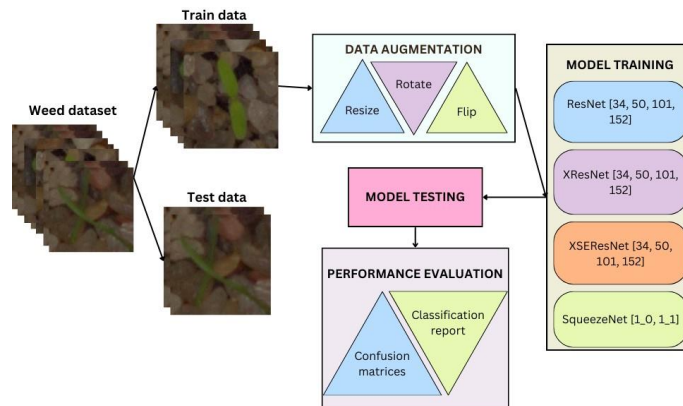 Train data
Weed dataset
Test data
DATA AUGMENTATION
Resize
Rotate
Flip
MODEL TRAINING
ResNet [34, 50, 101,
152]
XResNet [34, 50, 101,
152]
XSEResNet [34, 50,
101, 152]
SqueezeNet [1_0, 1_1]
MODEL TESTING
PERFORMANCE EVALUATION
Confusion
matrices
Classification
report